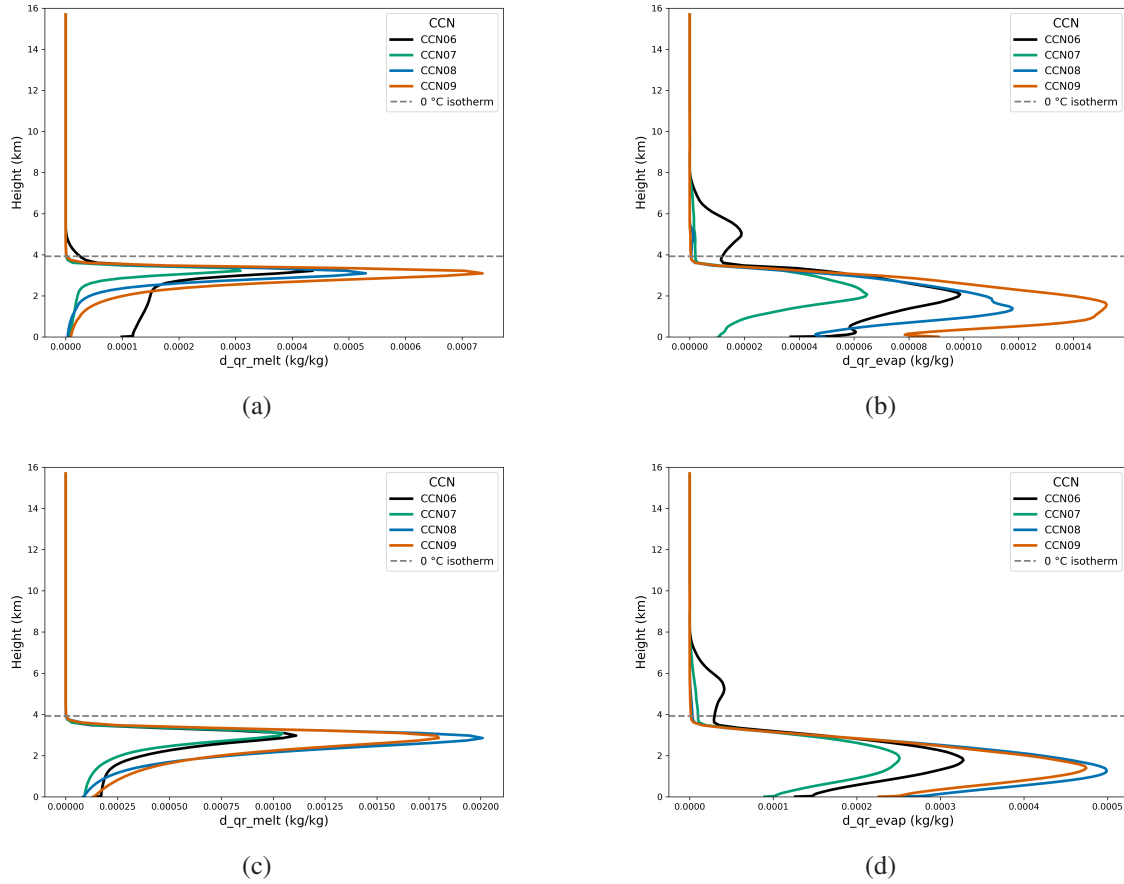 16
14
12
10
8
6
4
2
0
Height (km)
0.0000 0.0001 0.0002 0.0003 0.0004 0.0005 0.0006 0.0007
d_qr_melt (kg/kg)
CCN
CCN06
CCN07
CCN08
CCN09
0 °C isotherm
(a)
16
14
12
10
8
6
4
2
0
Height (km)
0.00000 0.00002 0.00004 0.00006 0.00008 0.00010 0.00012 0.00014
d_qr_evap (kg/kg)
CCN
CCN06
CCN07
CCN08
CCN09
0 °C isotherm
(b)
16
14
12
10
8
6
4
2
0
Height (km)
0.00000 0.00025 0.00050 0.00075 0.00100 0.00125 0.00150 0.00175 0.00200
d_qr_melt (kg/kg)
CCN
CCN06
CCN07
CCN08
CCN09
0 °C isotherm
(c)
16
14
12
10
8
6
4
2
0
Height (km)
0.0000 0.0001 0.0002 0.0003 0.0004 0.0005
d_qr_evap (kg/kg)
CCN
CCN06
CCN07
CCN08
CCN09
0 °C isotherm
(d)